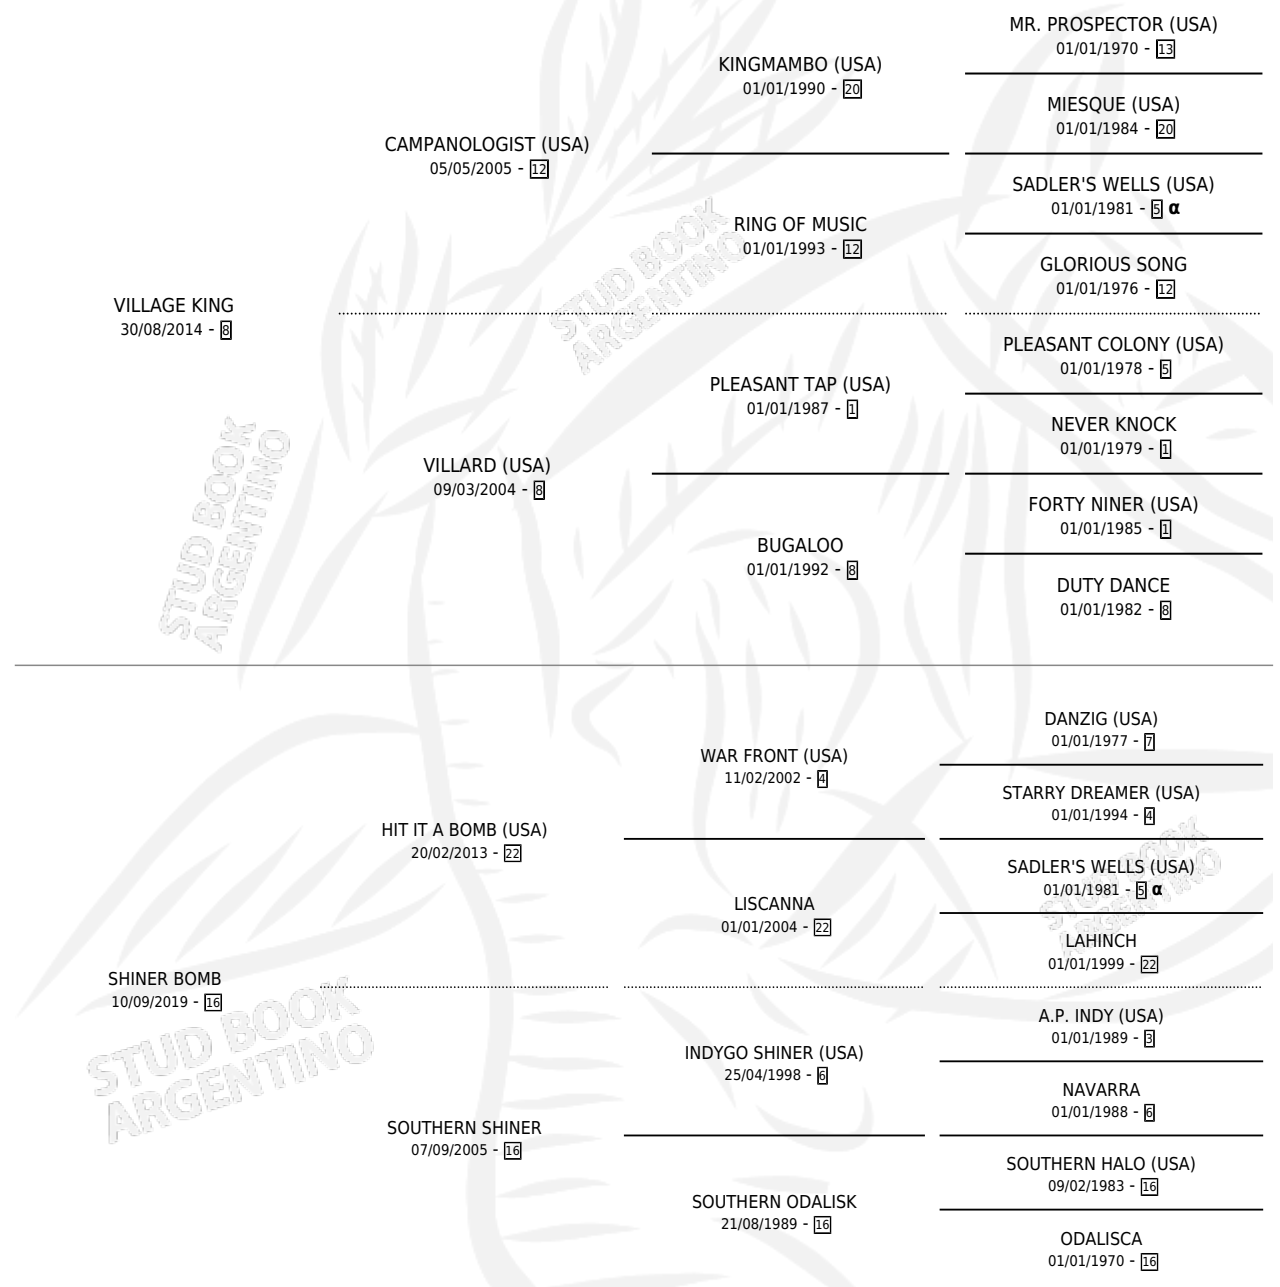 MR. PROSPECTOR (USA)
01/01/1970 - 13
KINGMAMBO (USA)
01/01/1990 - 20
MIESQUE (USA)
01/01/1984 - 20
CAMPANOLOGIST (USA)
05/05/2005 - 12
SADLER'S WELLS (USA)
01/01/1981 - 5 α
RING OF MUSIC
01/01/1993 - 12
GLORIOUS SONG
01/01/1976 - 12
VILLAGE KING
30/08/2014 - 8
PLEASANT COLONY (USA)
01/01/1978 - 5
PLEASANT TAP (USA)
01/01/1987 - 1
NEVER KNOCK
01/01/1979 - 1
VILLARD (USA)
09/03/2004 - 8
FORTY NINER (USA)
01/01/1985 - 1
BUGALOO
01/01/1992 - 8
DUTY DANCE
01/01/1982 - 8
DANZIG (USA)
01/01/1977 - 7
WAR FRONT (USA)
11/02/2002 - 4
STARRY DREAMER (USA)
01/01/1994 - 4
HIT IT A BOMB (USA)
20/02/2013 - 22
SADLER'S WELLS (USA)
01/01/1981 - 5 α
LISCANNA
01/01/2004 - 22
LAHINCH
01/01/1999 - 22
SHINER BOMB
10/09/2019 - 16
A.P. INDY (USA)
01/01/1989 - 3
INDYGO SHINER (USA)
25/04/1998 - 6
NAVARRA
01/01/1988 - 6
SOUTHERN SHINER
07/09/2005 - 16
SOUTHERN HALO (USA)
09/02/1983 - 16
SOUTHERN ODALISK
21/08/1989 - 16
ODALISCA
01/01/1970 - 16
STUD BOOK
ARGENTINO
STUD BOOK
ARGENTINO
STUD BOOK
ARGENTINO
STUD BOOK
ARGENTINO